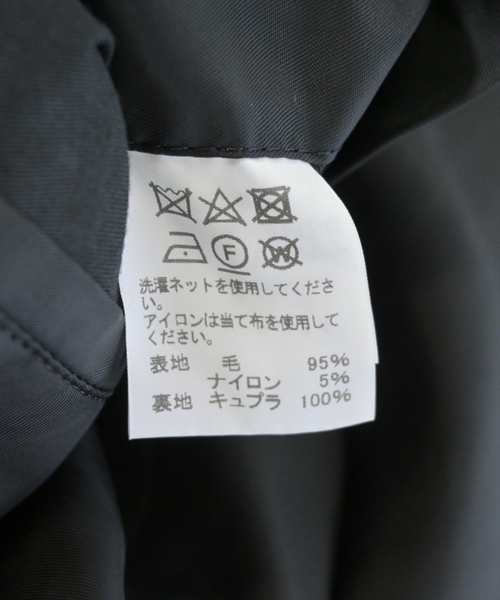 F W
洗濯ネットを使用してくださ
い。
アイロンは当て布を使用して
ください。
表地 毛 95%
ナイロン 5%
裏地 キュプラ 100%